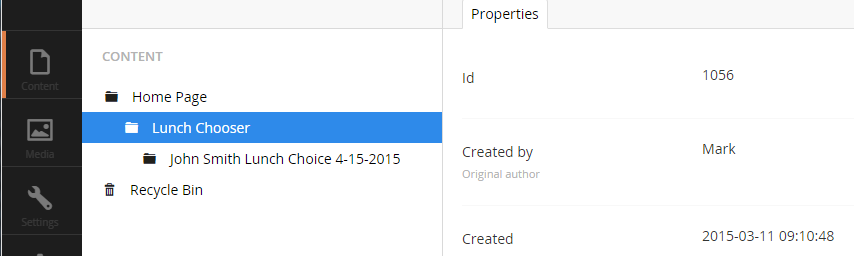 Properties
CONTENT
Content
Home Page
Lunch Chooser
John Smith Lunch Choice 4-15-2015
Recycle Bin
Media
Settings
Id 1056
Created by Mark
Original author
Created 2015-03-11 09:10:48